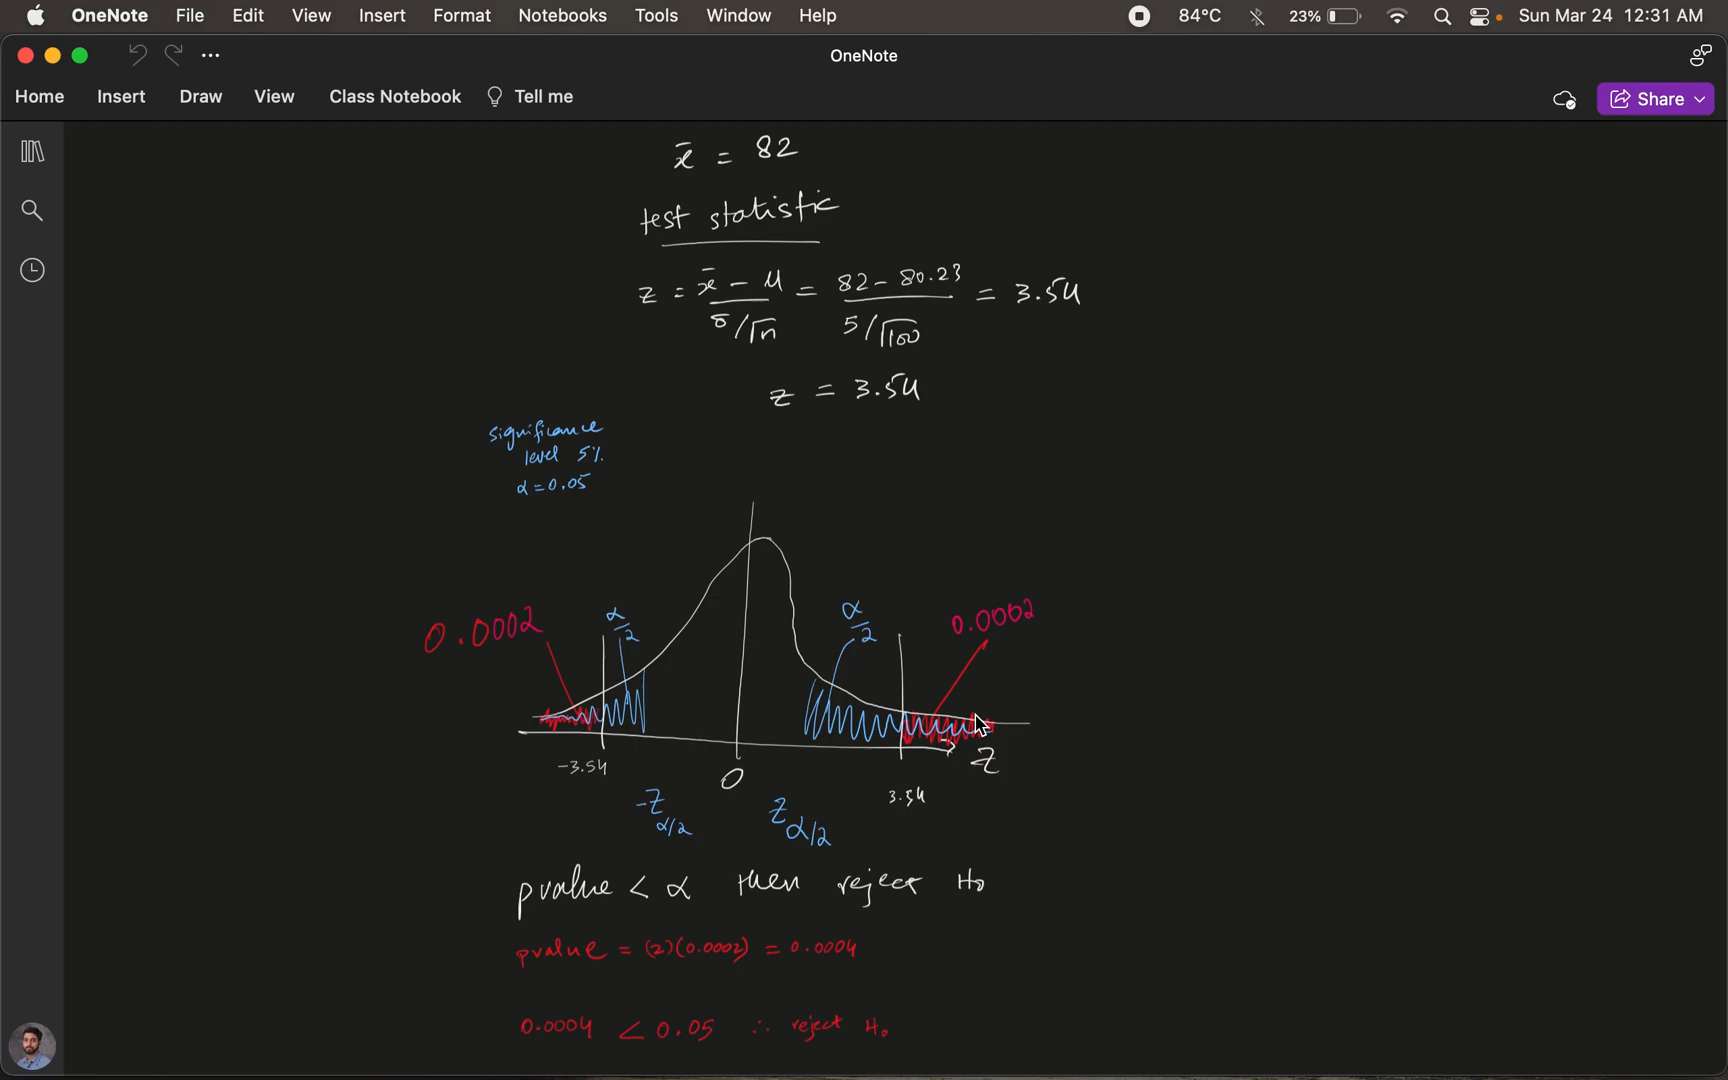 OneNote File Edit View Insert Format Notebooks Tools Window Help 84°C 23% Sun Mar 24 12:31 AM
OneNote
Home Insert Draw View Class Notebook Tell me Share
x̄ = 82
test statistic
z = x̄ - μ / σ/√n = 82 - 80.23 / 5/√100 = 3.54
z = 3.54
significance
level 5%
α = 0.05
0.0002 α/2 α/2 0.0002
-3.54 0 3.54 Z
-Z α/2 Z α/2
pvalue < α then reject H₀
pvalue = (2)(0.0002) = 0.0004
0.0004 < 0.05 ∴ reject H₀